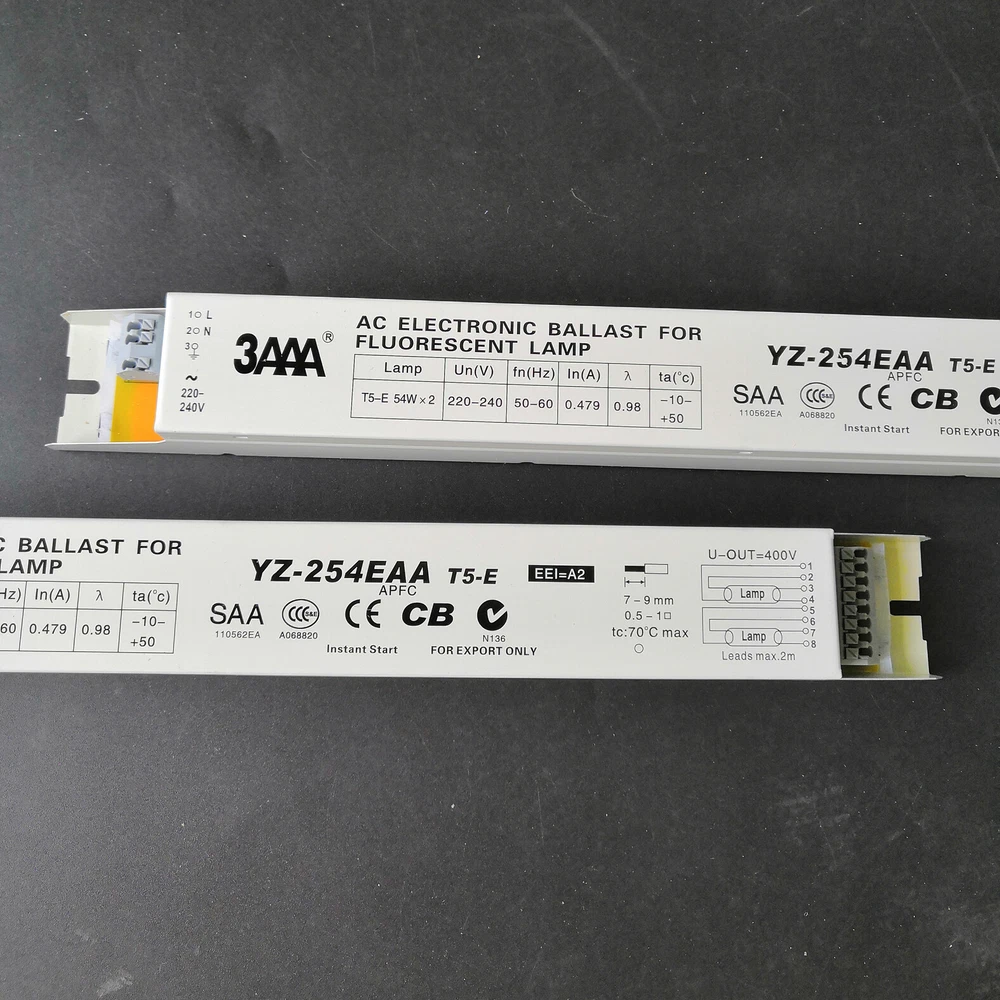 1 L
2 N
3
~
220-
240V
3AAA®
AC ELECTRONIC BALLAST FOR
FLUORESCENT LAMP
Lamp Un(V) fn(Hz) In(A) λ ta(°c)
T5-E 54W×2 220-240 50-60 0.479 0.98 -10-
+50
YZ-254EAA T5-E
APFC
SAA CCC S&E CE CB
110562EA A068820 N13
Instant Start FOR EXPOR
C BALLAST FOR
LAMP
Hz) In(A) λ ta(°c)
60 0.479 0.98 -10-
+50
YZ-254EAA T5-E EEI=A2
APFC
SAA CCC S&E CE CB
110562EA A068820 N136
Instant Start FOR EXPORT ONLY
7-9mm
0.5-1□
tc:70°C max
U-OUT=400V
1
2
Lamp 3
4
5
6
Lamp 7
8
Leads max.2m